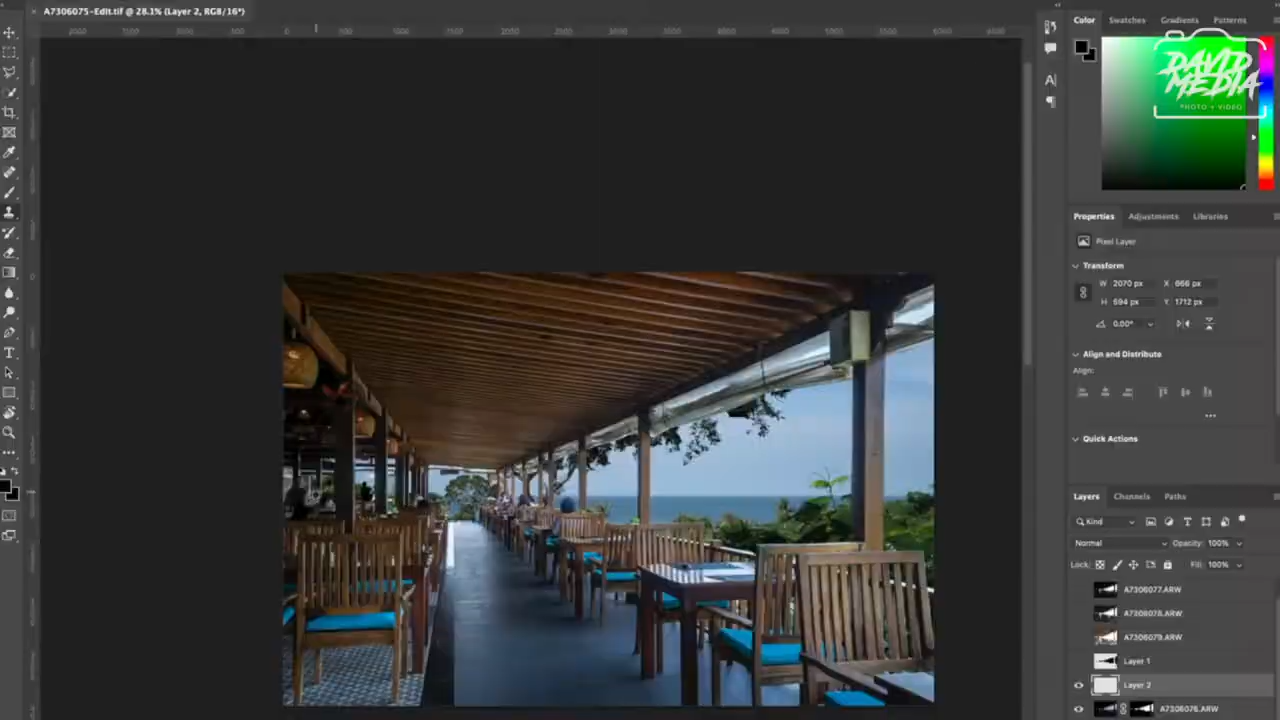 A7306075-Edit.tif @ 28.1% (Layer 2, RGB/16*)
Color
Swatches
Gradients
Patterns
DAVID
MEDIA
PHOTO + VIDEO
Properties
Adjustments
Libraries
Pixel Layer
Transform
W 2070 px X 666 px
H 594 px Y 1712 px
0.00°
Align and Distribute
Align:
Quick Actions
Layers
Channels
Paths
Kind
Normal
Opacity: 100%
Lock:
Fill: 100%
A7306077.ARW
A7306078.ARW
A7306079.ARW
Layer 1
Layer 2
A7306076.ARW